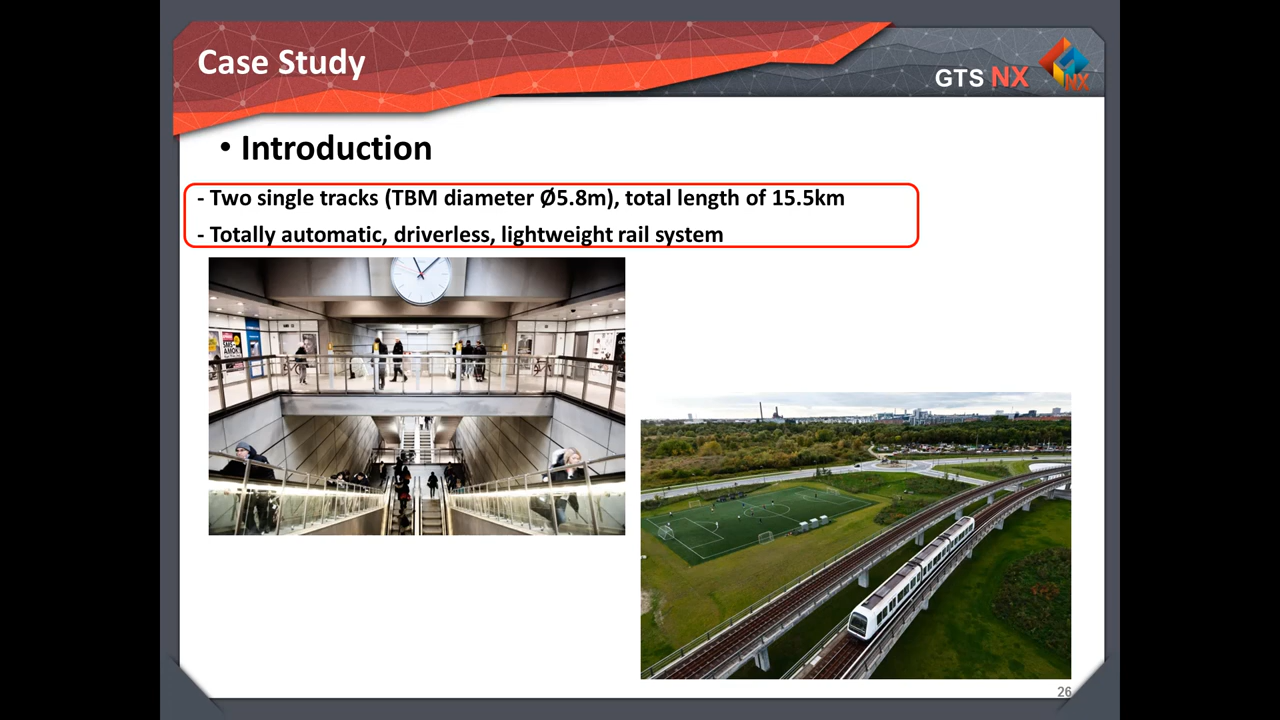 Case Study
GTS NX
NX
• Introduction
- Two single tracks (TBM diameter Ø5.8m), total length of 15.5km
- Totally automatic, driverless, lightweight rail system
26